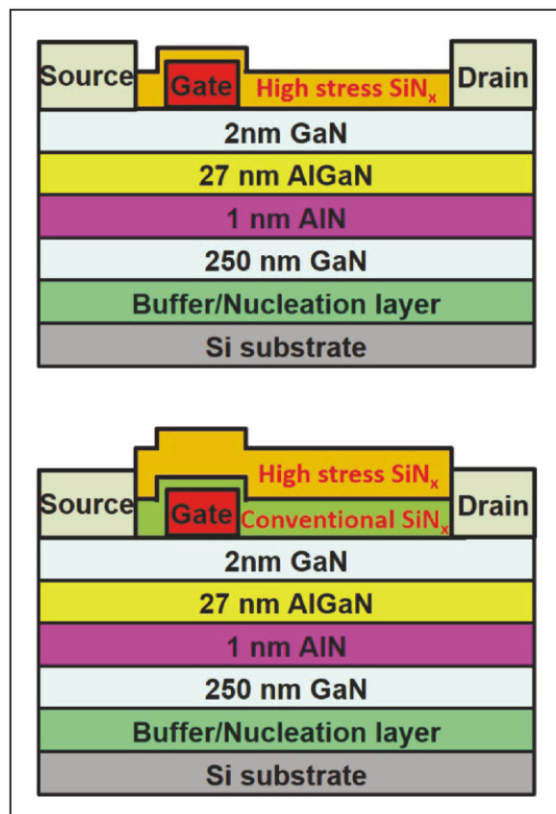 Source
Gate
High stress SiNₓ
Drain
2nm GaN
27 nm AlGaN
1 nm AlN
250 nm GaN
Buffer/Nucleation layer
Si substrate
High stress SiNₓ
Source
Gate
Conventional SiNₓ
Drain
2nm GaN
27 nm AlGaN
1 nm AlN
250 nm GaN
Buffer/Nucleation layer
Si substrate